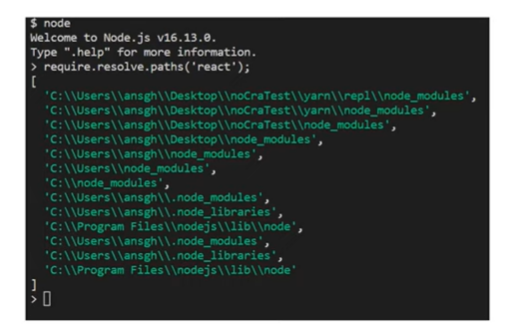 $ node
Welcome to Node.js v16.13.0.
Type ".help" for more information.
> require.resolve.paths('react');
[
  'C:\\Users\\ansgh\\Desktop\\noCraTest\\yarn\\repl\\node_modules',
  'C:\\Users\\ansgh\\Desktop\\noCraTest\\yarn\\node_modules',
  'C:\\Users\\ansgh\\Desktop\\noCraTest\\node_modules',
  'C:\\Users\\ansgh\\Desktop\\node_modules',
  'C:\\Users\\ansgh\\node_modules',
  'C:\\Users\\node_modules',
  'C:\\node_modules',
  'C:\\Users\\ansgh\\.node_modules',
  'C:\\Users\\ansgh\\.node_libraries',
  'C:\\Program Files\\nodejs\\lib\\node',
  'C:\\Users\\ansgh\\.node_modules',
  'C:\\Users\\ansgh\\.node_libraries',
  'C:\\Program Files\\nodejs\\lib\\node'
]
>